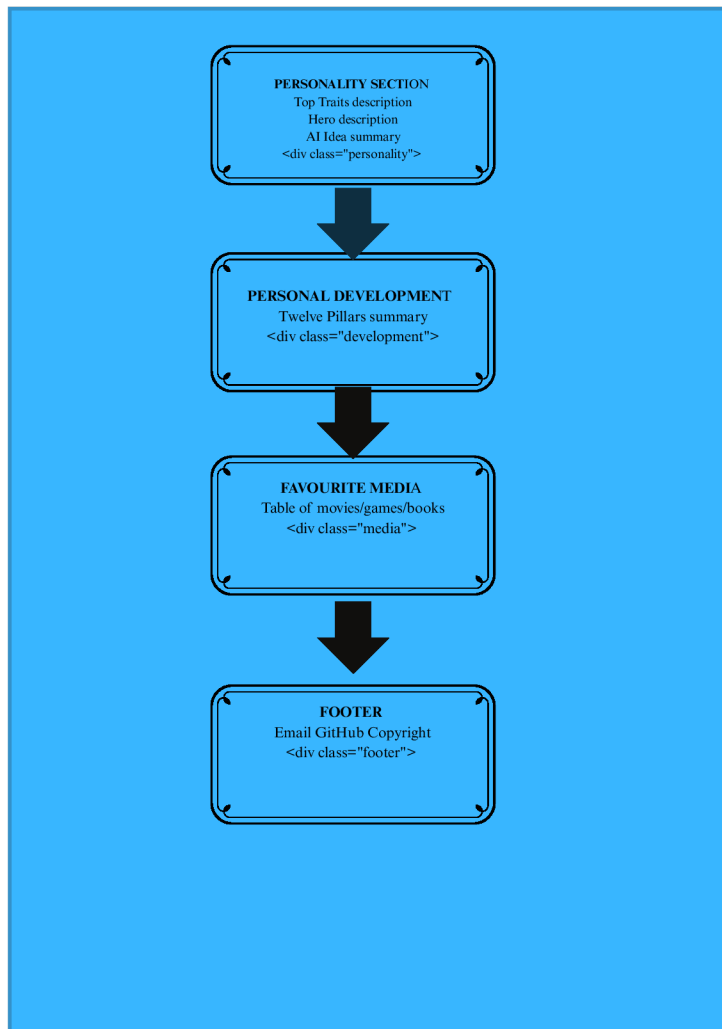 PERSONALITY SECTION
Top Traits description
Hero description
AI Idea summary
<div class="personality">
PERSONAL DEVELOPMENT
Twelve Pillars summary
<div class="development">
FAVOURITE MEDIA
Table of movies/games/books
<div class="media">
FOOTER
Email GitHub Copyright
<div class="footer">